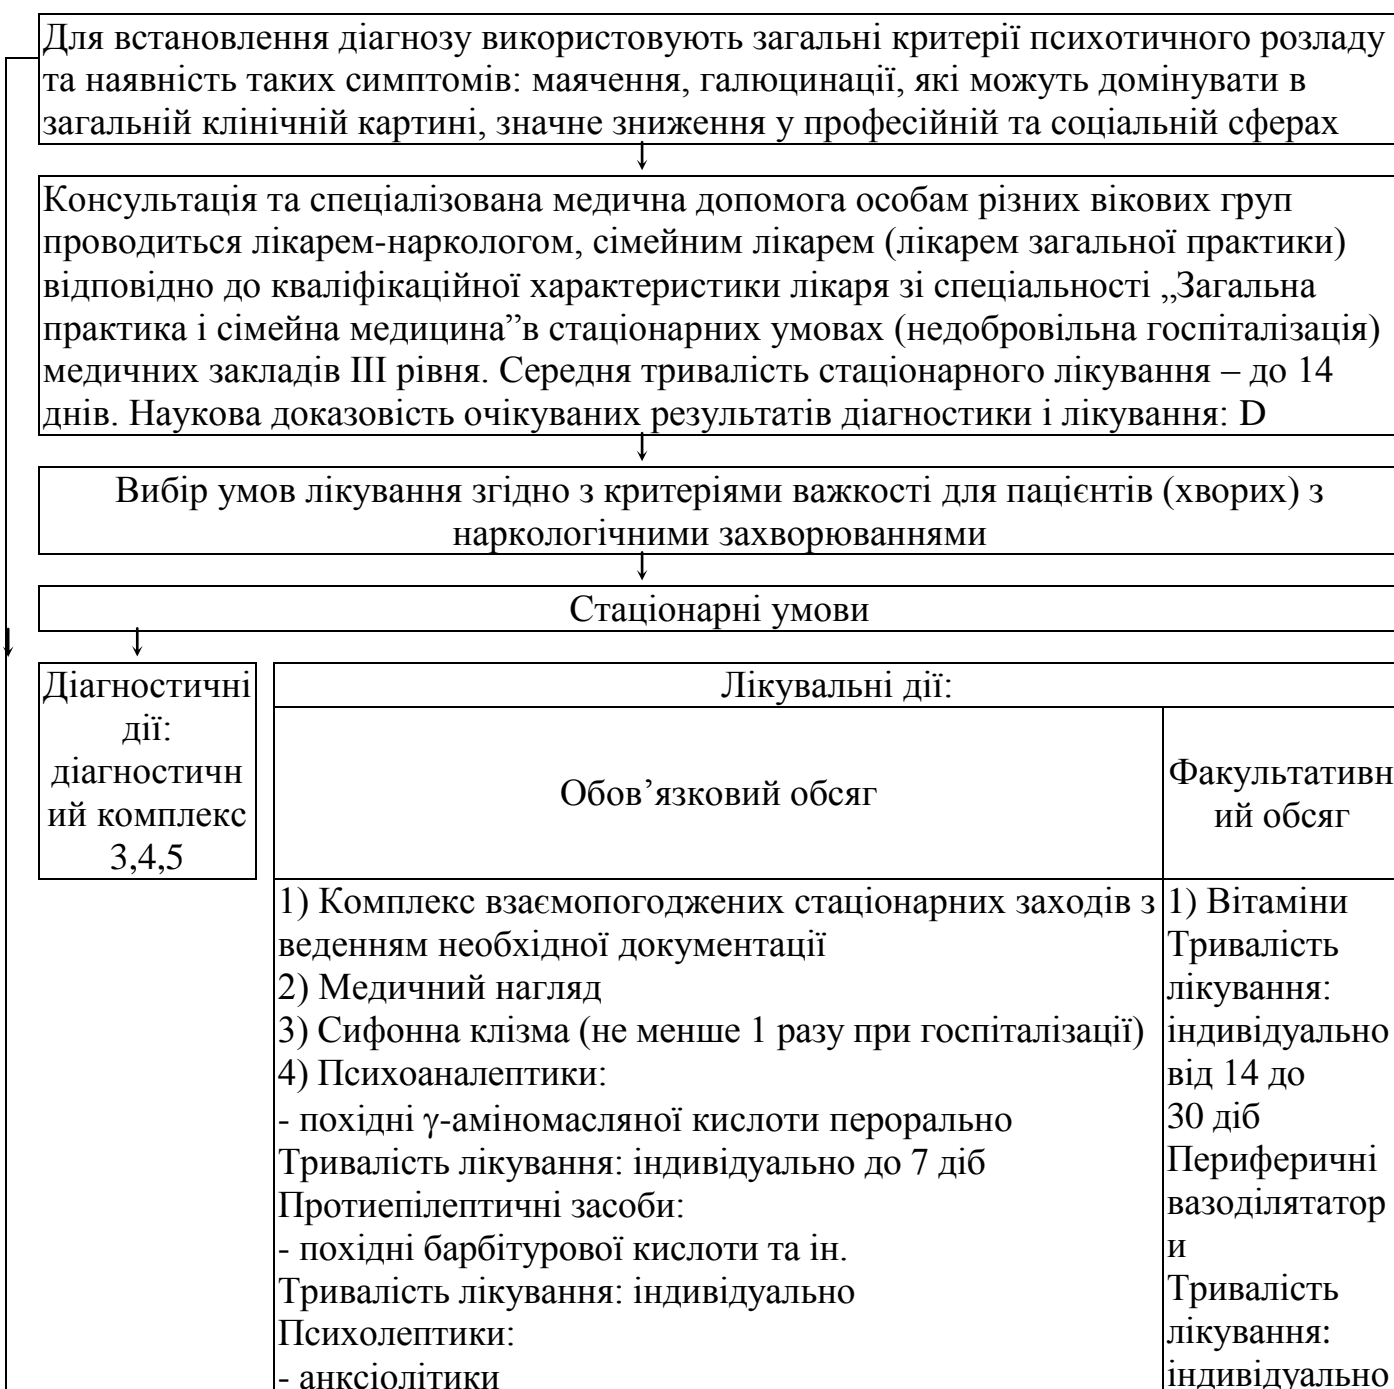 Для встановлення діагнозу використовують загальні критерії психотичного розладу
та наявність таких симптомів: маячення, галюцинації, які можуть домінувати в
загальній клінічній картині, значне зниження у професійній та соціальній сферах
Консультація та спеціалізована медична допомога особам різних вікових груп
проводиться лікарем-наркологом, сімейним лікарем (лікарем загальної практики)
відповідно до кваліфікаційної характеристики лікаря зі спеціальності „Загальна
практика і сімейна медицина”в стаціонарних умовах (недобровільна госпіталізація)
медичних закладів III рівня. Середня тривалість стаціонарного лікування – до 14
днів. Наукова доказовість очікуваних результатів діагностики і лікування: D
Вибір умов лікування згідно з критеріями важкості для пацієнтів (хворих) з
наркологічними захворюваннями
Стаціонарні умови
Діагностичні
дії:
діагностичн
ий комплекс
3,4,5
Лікувальні дії:
Обов’язковий обсяг
Факультативн
ий обсяг
1) Комплекс взаємопогоджених стаціонарних заходів з
веденням необхідної документації
2) Медичний нагляд
3) Сифонна клізма (не менше 1 разу при госпіталізації)
4) Психоаналептики:
- похідні γ-аміномасляної кислоти перорально
Тривалість лікування: індивідуально до 7 діб
Протиепілептичні засоби:
- похідні барбітурової кислоти та ін.
Тривалість лікування: індивідуально
Психолептики:
- анксіолітики
1) Вітаміни
Тривалість
лікування:
індивідуально
від 14 до
30 діб
Периферичні
вазоділятатор
и
Тривалість
лікування:
індивідуально